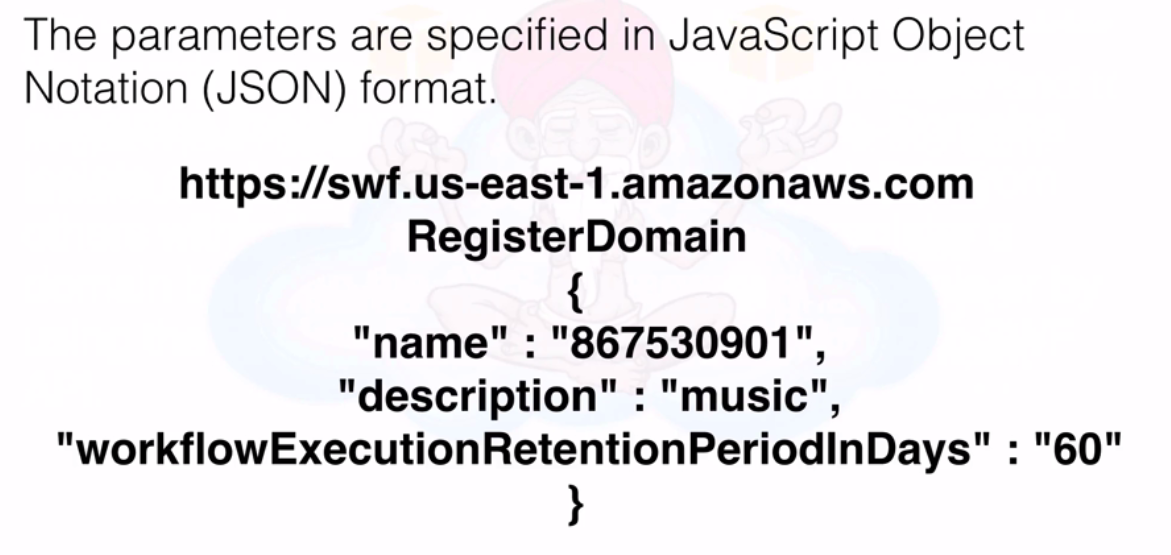 The parameters are specified in JavaScript Object
Notation (JSON) format.
https://swf.us-east-1.amazonaws.com
RegisterDomain
{
"name" : "867530901",
"description" : "music",
"workflowExecutionRetentionPeriodInDays" : "60"
}